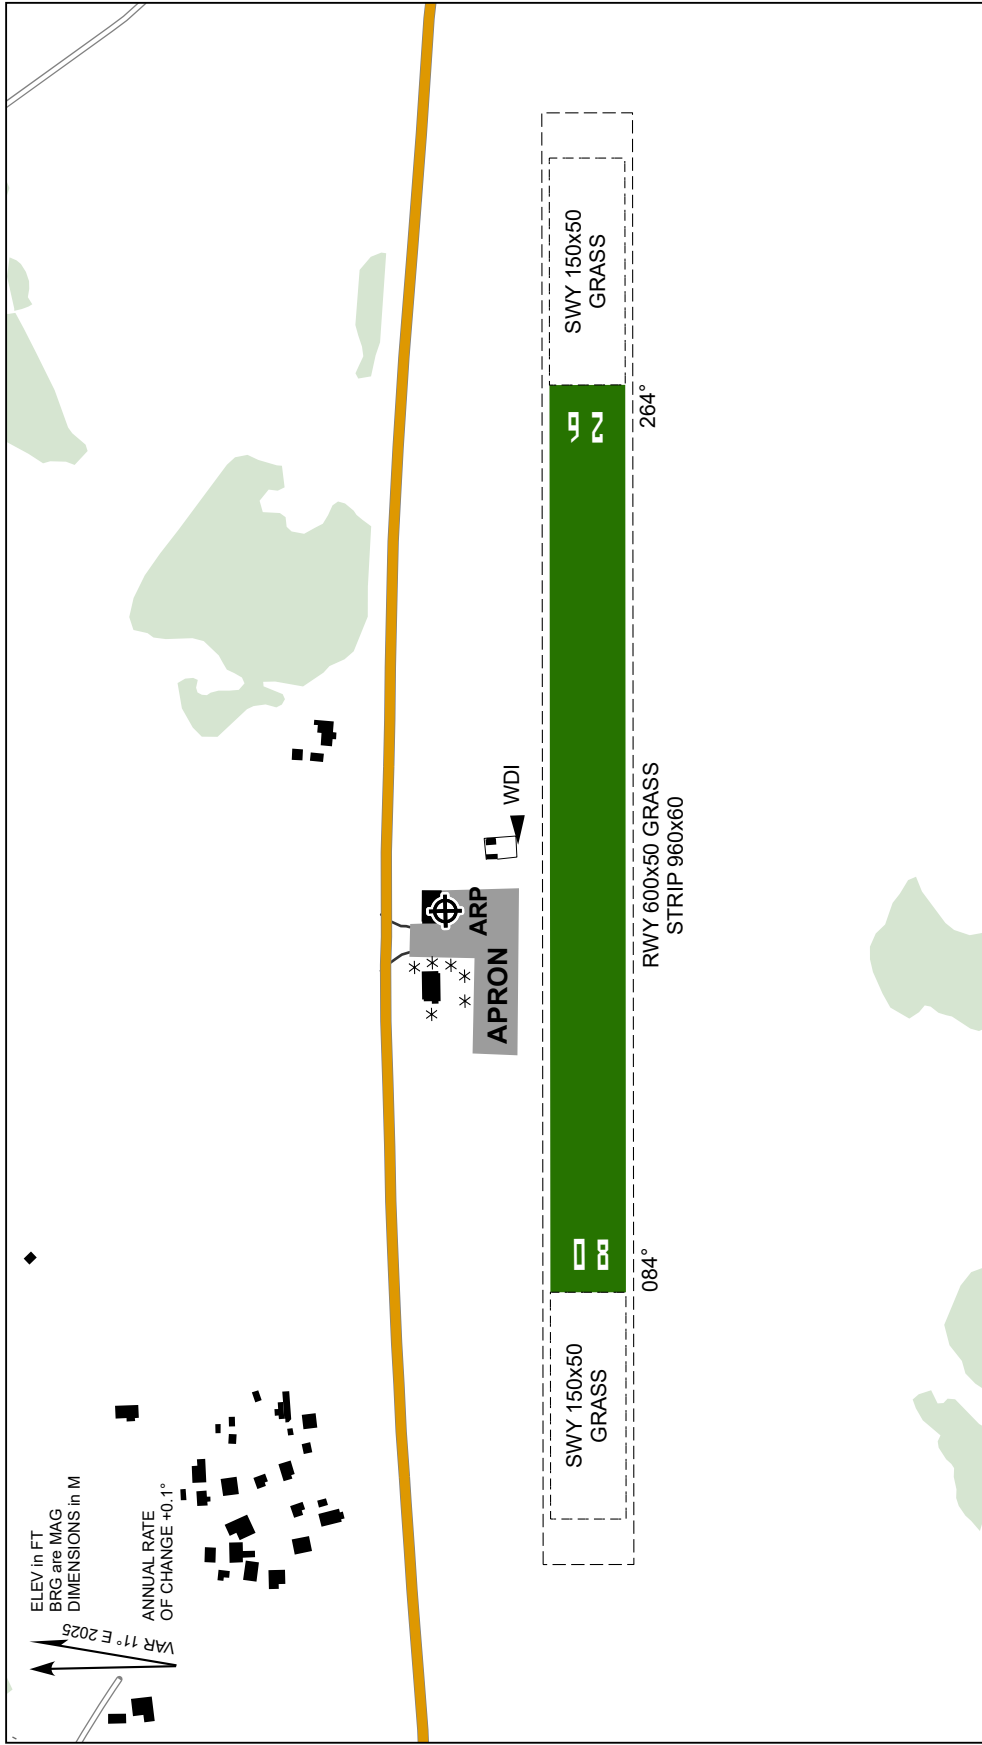 ELEV in FT
BRG are MAG
DIMENSIONS in M
ANNUAL RATE
OF CHANGE +0.1°
VAR 11° E 2025
APRON
ARP
WDI
SWY 150x50
GRASS
08
084°
RWY 600x50 GRASS
STRIP 960x60
26
264°
SWY 150x50
GRASS